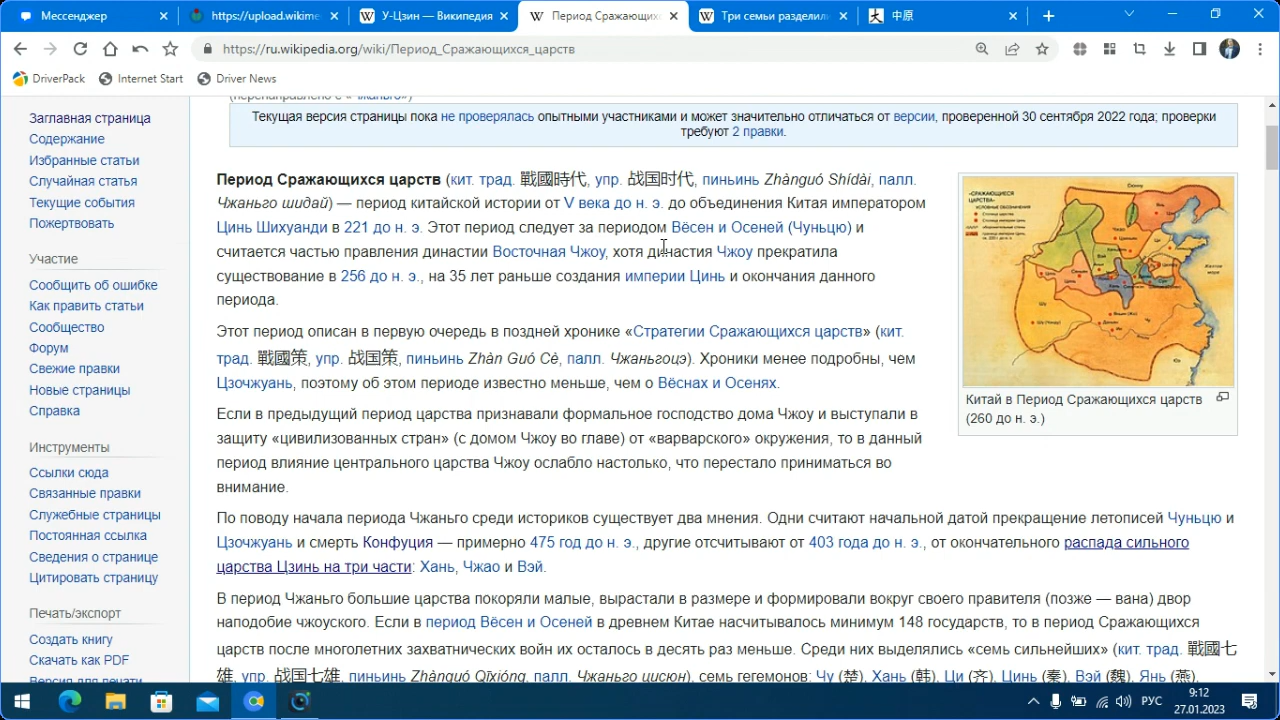 Мессенджер
https://upload.wikime
У-Цзин — Википедия
Период Сражающихс
Три семьи разделили
中原
https://ru.wikipedia.org/wiki/Период_Сражающихся_царств
DriverPack
Internet Start
Driver News
Заглавная страница
Содержание
Избранные статьи
Случайная статья
Текущие события
Пожертвовать
Участие
Сообщить об ошибке
Как править статьи
Сообщество
Форум
Свежие правки
Новые страницы
Справка
Инструменты
Ссылки сюда
Связанные правки
Служебные страницы
Постоянная ссылка
Сведения о странице
Цитировать страницу
Печать/экспорт
Создать книгу
Скачать как PDF
Версия для печати
Текущая версия страницы пока не проверялась опытными участниками и может значительно отличаться от версии, проверенной 30 сентября 2022 года; проверки
требуют 2 правки.
Период Сражающихся царств (кит. трад. 戰國時代, упр. 战国时代, пиньинь Zhànguó Shídài, палл.
Чжаньго шидай) — период китайской истории от V века до н. э. до объединения Китая императором
Цинь Шихуанди в 221 до н. э. Этот период следует за периодом Вёсен и Осеней (Чуньцю) и
считается частью правления династии Восточная Чжоу, хотя династия Чжоу прекратила
существование в 256 до н. э., на 35 лет раньше создания империи Цинь и окончания данного
периода.
Этот период описан в первую очередь в поздней хронике «Стратегии Сражающихся царств» (кит.
трад. 戰國策, упр. 战国策, пиньинь Zhàn Guó Cè, палл. Чжаньгоцэ). Хроники менее подробны, чем
Цзочжуань, поэтому об этом периоде известно меньше, чем о Вёснах и Осенях.
Если в предыдущий период царства признавали формальное господство дома Чжоу и выступали в
защиту «цивилизованных стран» (с домом Чжоу во главе) от «варварского» окружения, то в данный
период влияние центрального царства Чжоу ослабло настолько, что перестало приниматься во
внимание.
По поводу начала периода Чжаньго среди историков существует два мнения. Одни считают начальной датой прекращение летописей Чуньцю и
Цзочжуань и смерть Конфуция — примерно 475 год до н. э., другие отсчитывают от 403 года до н. э., от окончательного распада сильного
царства Цзинь на три части: Хань, Чжао и Вэй.
В период Чжаньго большие царства покоряли малые, вырастали в размере и формировали вокруг своего правителя (позже — вана) двор
наподобие чжоуского. Если в период Вёсен и Осеней в древнем Китае насчитывалось минимум 148 государств, то в период Сражающихся
царств после многолетних захватнических войн их осталось в десять раз меньше. Среди них выделялись «семь сильнейших» (кит. трад. 戰國七
雄, упр. 战国七雄, пиньинь Zhànguó Qīxióng, палл. Чжаньго цисюн), семь гегемонов: Чу (楚), Хань (韩), Ци (齐), Цинь (秦), Вэй (魏), Янь (燕),
«СРАЖАЮЩИЕСЯ
ЦАРСТВА»
Китай в Период Сражающихся царств
(260 до н. э.)
РУС
9:12
27.01.2023